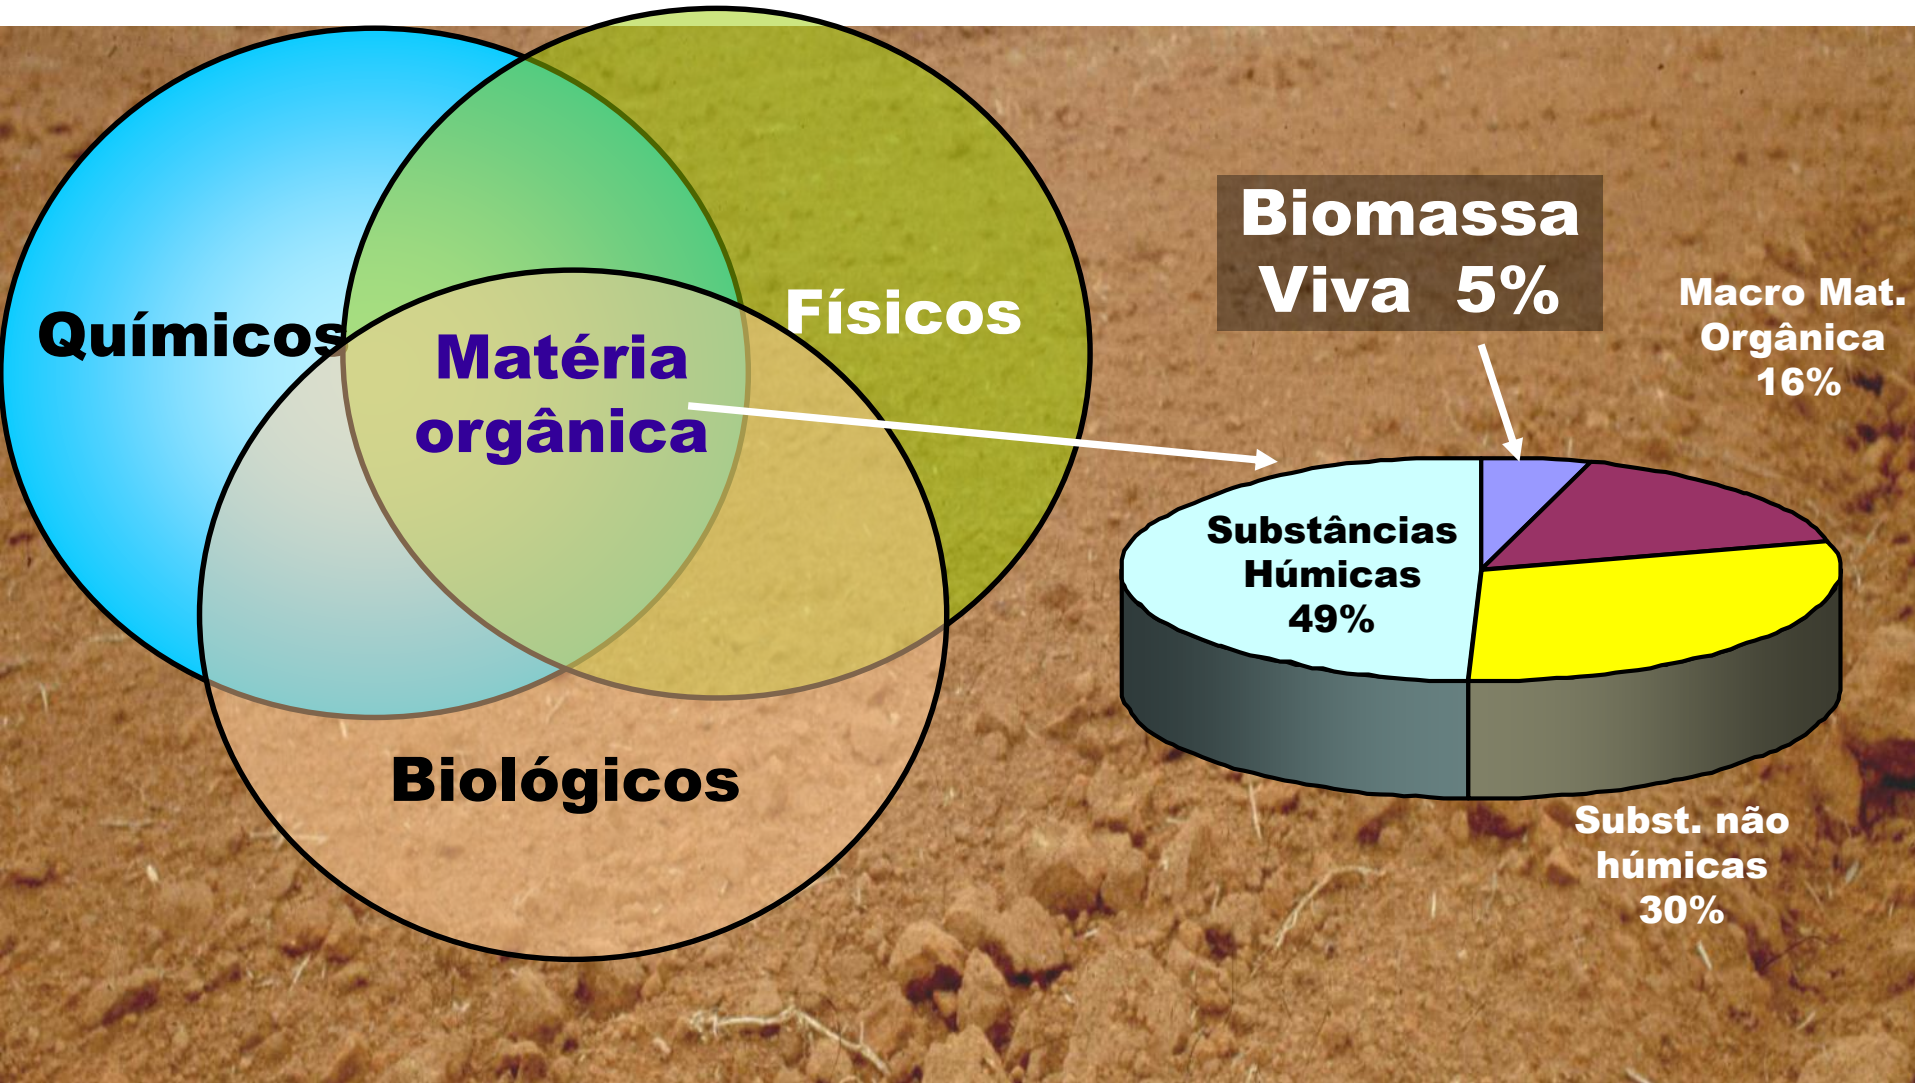 Químicos
Físicos
Matéria
orgânica
Biológicos
Biomassa
Viva 5%
Macro Mat.
Orgânica
16%
Substâncias
Húmicas
49%
Subst. não
húmicas
30%